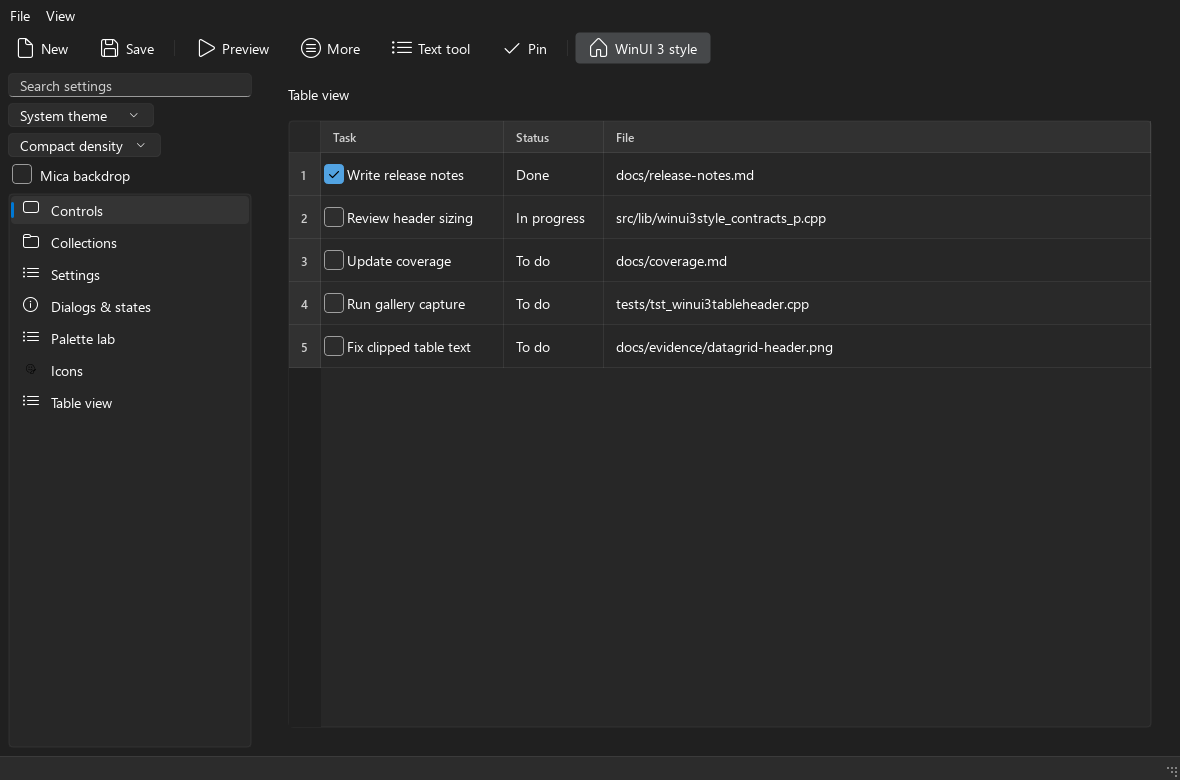 File View
New Save Preview More Text tool Pin WinUI 3 style
Search settings
System theme
Compact density
Mica backdrop
Controls
Collections
Settings
Dialogs & states
Palette lab
Icons
Table view
Table view
Task Status File
1 Write release notes Done docs/release-notes.md
2 Review header sizing In progress src/lib/winui3style_contracts_p.cpp
3 Update coverage To do docs/coverage.md
4 Run gallery capture To do tests/tst_winui3tableheader.cpp
5 Fix clipped table text To do docs/evidence/datagrid-header.png